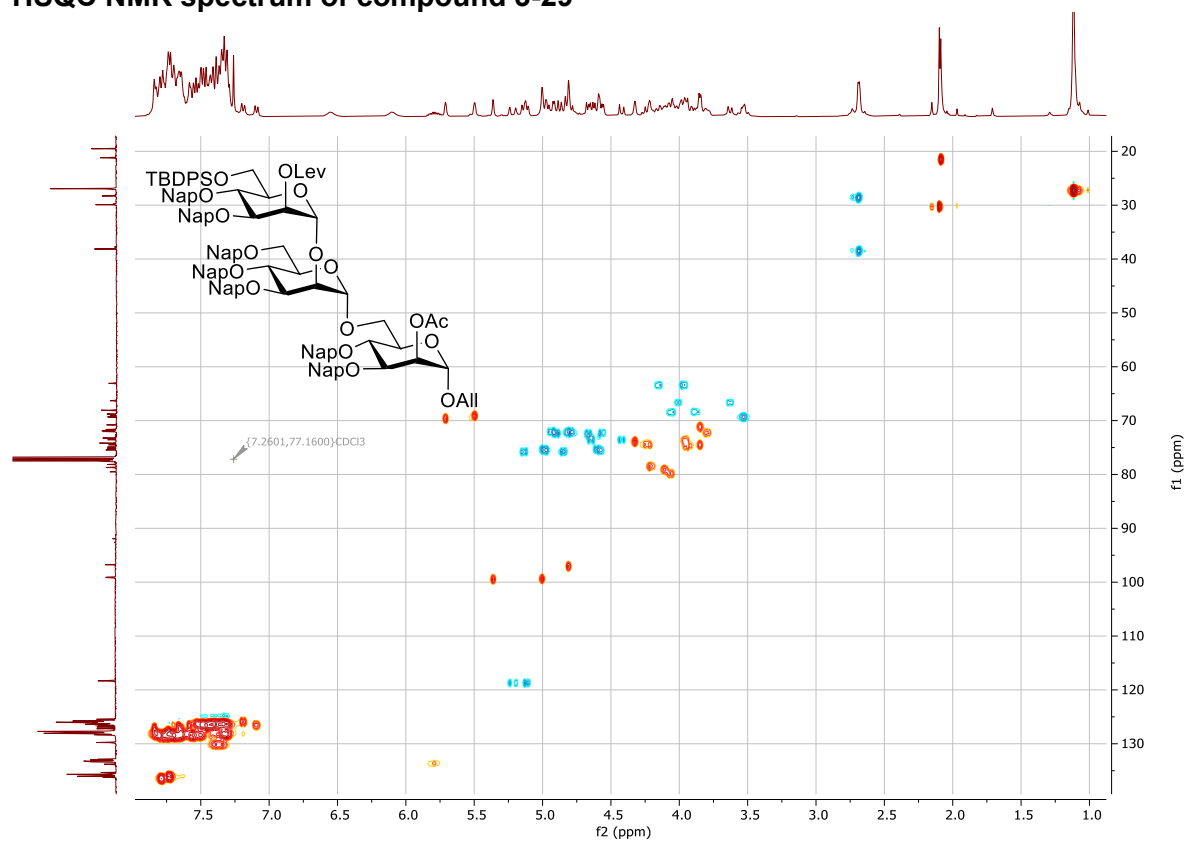 HSQC NMR spectrum of compound 3-29
TBDPSO
OLev
NapO
O
NapO
O
NapO
O
NapO
NapO
O
OAc
O
NapO
NapO
OAll
{7.2601,77.1600}CDCl3
20
30
40
50
60
70
80
90
100
110
120
130
f1 (ppm)
7.5 7.0 6.5 6.0 5.5 5.0 4.5 4.0 3.5 3.0 2.5 2.0 1.5 1.0
f2 (ppm)